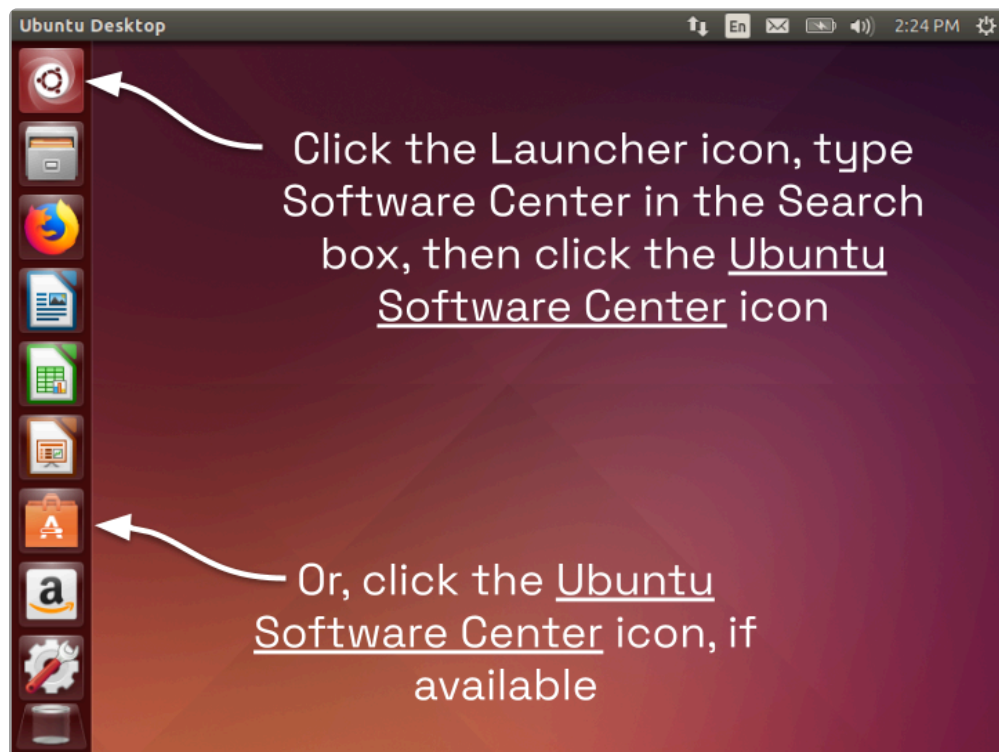 Ubuntu Desktop
En
2:24 PM
Click the Launcher icon, type
Software Center in the Search
box, then click the Ubuntu
Software Center icon
A
a
Or, click the Ubuntu
Software Center icon, if
available